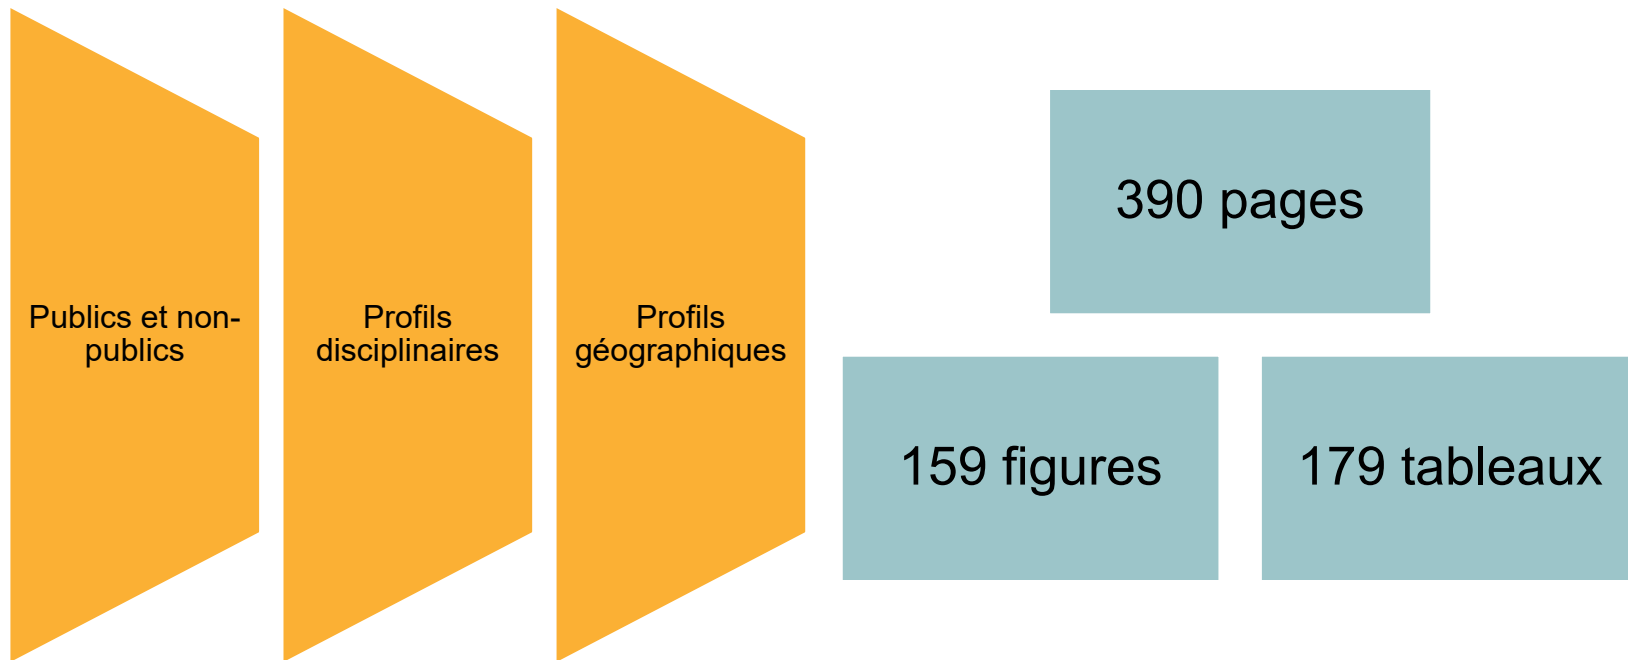 Publics et non-
publics
Profils
disciplinaires
Profils
géographiques
390 pages
159 figures
179 tableaux